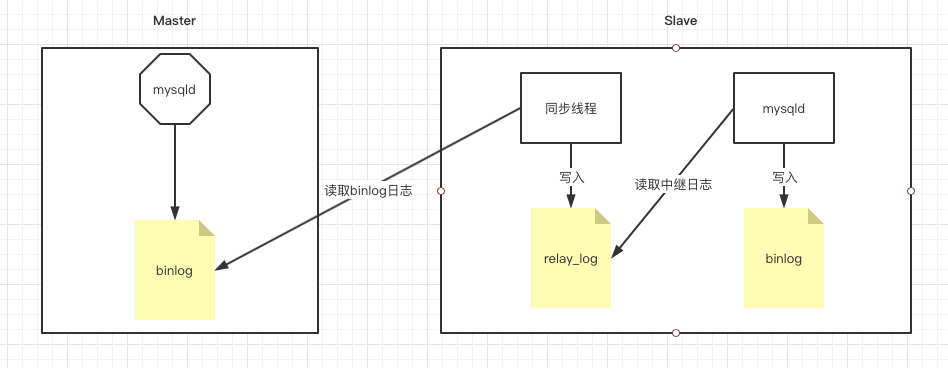 Master
Slave
mysqld
同步线程
mysqld
读取binlog日志
写入
读取中继日志
写入
binlog
relay_log
binlog